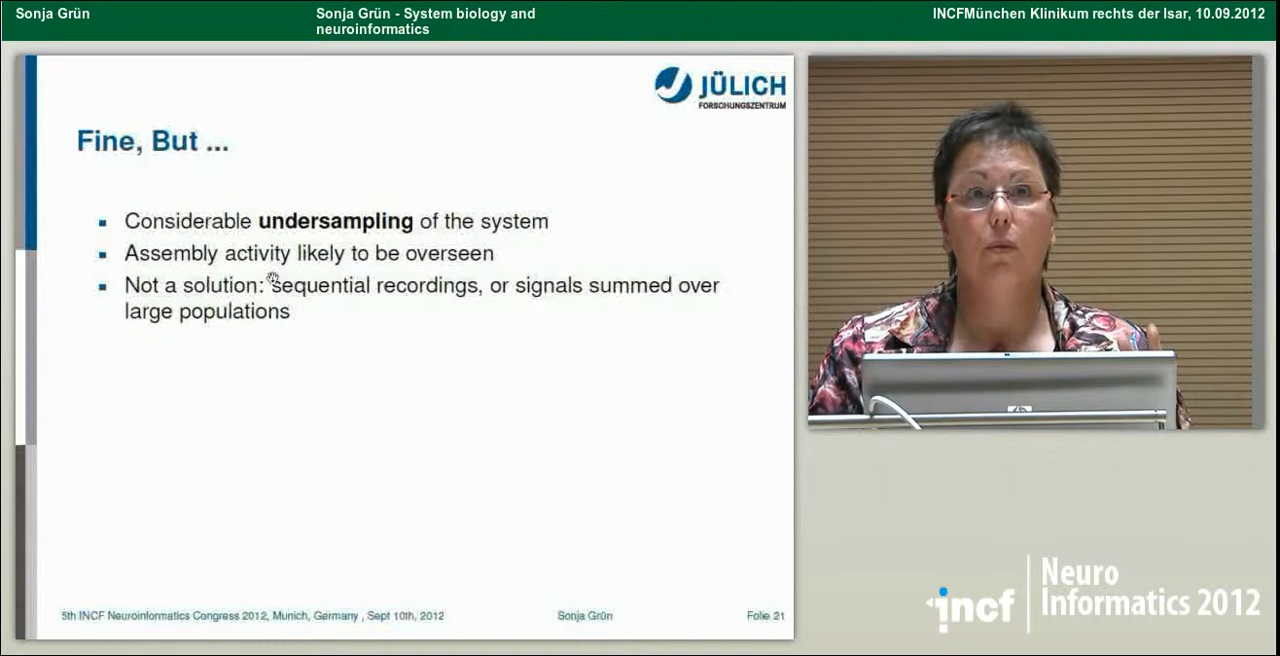 Sonja Grün
Sonja Grün - System biology and
neuroinformatics
INCFMünchen Klinikum rechts der Isar, 10.09.2012
JÜLICH
FORSCHUNGSZENTRUM
Fine, But ...
Considerable undersampling of the system
Assembly activity likely to be overseen
Not a solution: sequential recordings, or signals summed over
large populations
5th INCF Neuroinformatics Congress 2012, Munich, Germany , Sept 10th, 2012
Sonja Grün
Folie 21
hp
incf
Neuro
Informatics 2012